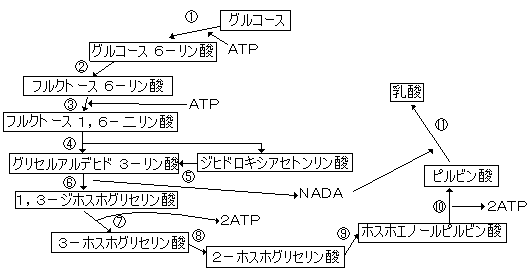 ① グルコース
グルコース 6-リン酸 ATP
②
フルクトース 6-リン酸
③ ATP
フルクトース 1,6-二リン酸
乳酸
④
⑪
グリセルアルデヒド 3-リン酸 ジヒドロキシアセトンリン酸
⑤
ピルビン酸
⑥ NADA
1,3-ジホスホグリセリン酸
⑦ 2ATP
⑩ 2ATP
3-ホスホグリセリン酸 ⑧ ⑨ ホスホエノールピルビン酸
2-ホスホグリセリン酸